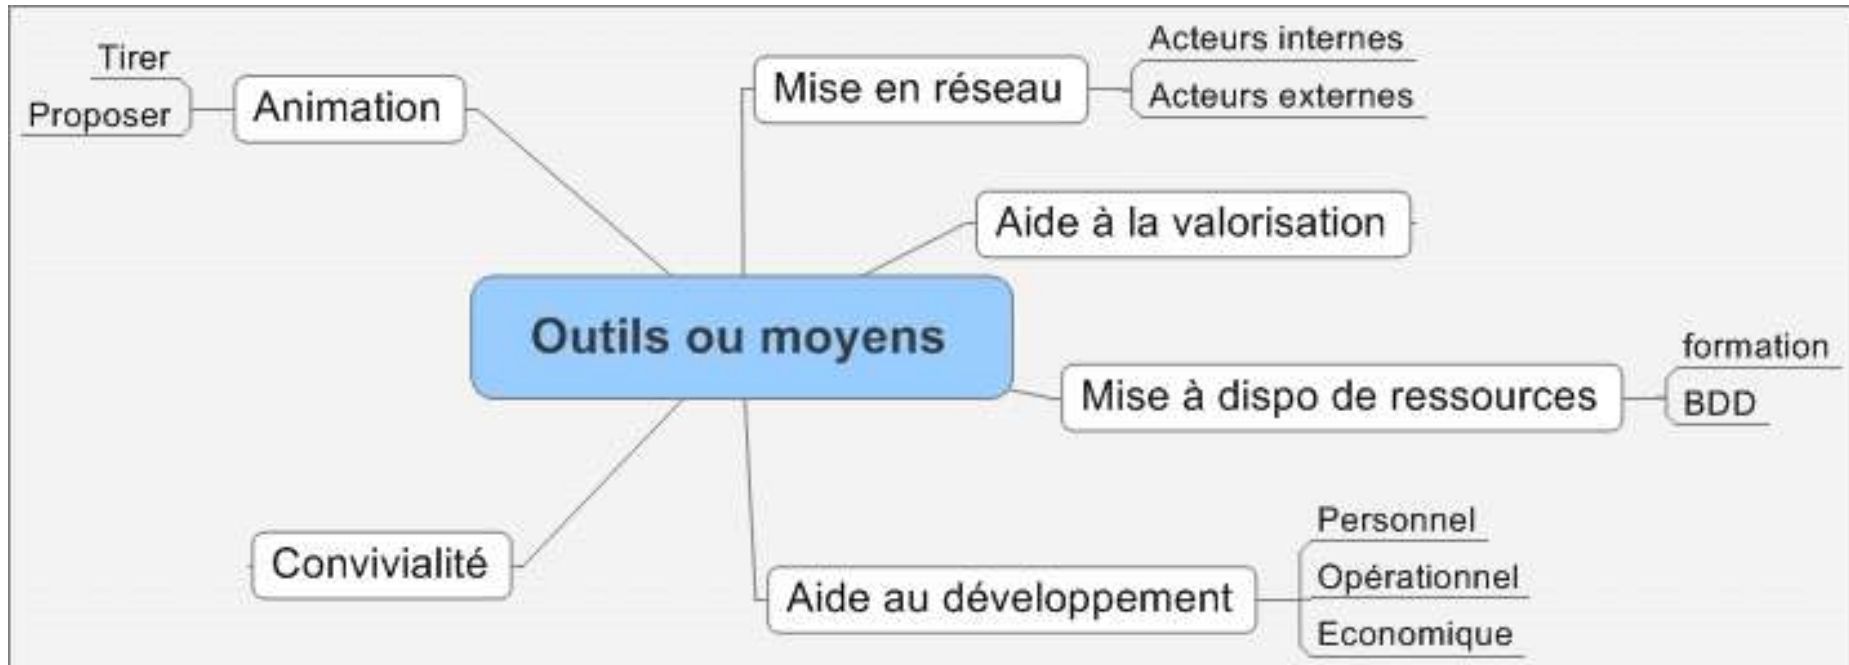 Tirer
Proposer
Animation
Mise en réseau
Acteurs internes
Acteurs externes
Aide à la valorisation
Outils ou moyens
Mise à dispo de ressources
formation
BDD
Convivialité
Aide au développement
Personnel
Opérationnel
Economique